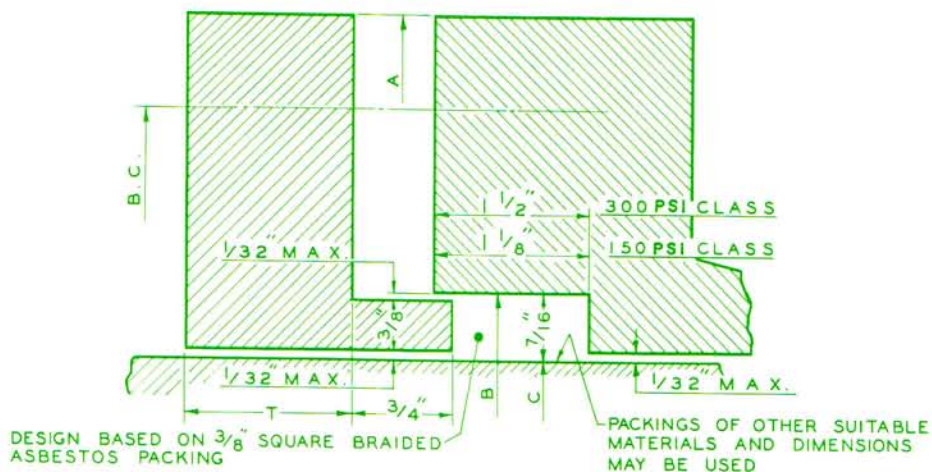 A
B.C.
1 1/2"
300 PSI CLASS
1 1/8"
150 PSI CLASS
1/32" MAX.
3/8"
7/16"
1/32" MAX.
1/32" MAX.
T
3/4"
B
C
DESIGN BASED ON 3/8" SQUARE BRAIDED
ASBESTOS PACKING
PACKINGS OF OTHER SUITABLE
MATERIALS AND DIMENSIONS
MAY BE USED